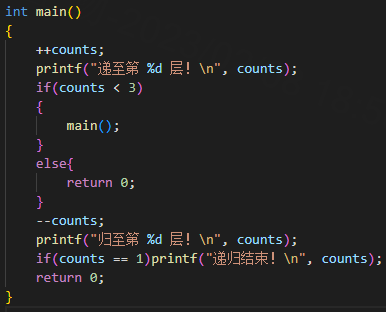 int main()
{
    ++counts;
    printf("递至第 %d 层! \n", counts);
    if(counts < 3)
    {
        main();
    }
    else{
        return 0;
    }
    --counts;
    printf("归至第 %d 层! \n", counts);
    if(counts == 1)printf("递归结束! \n", counts);
    return 0;
}